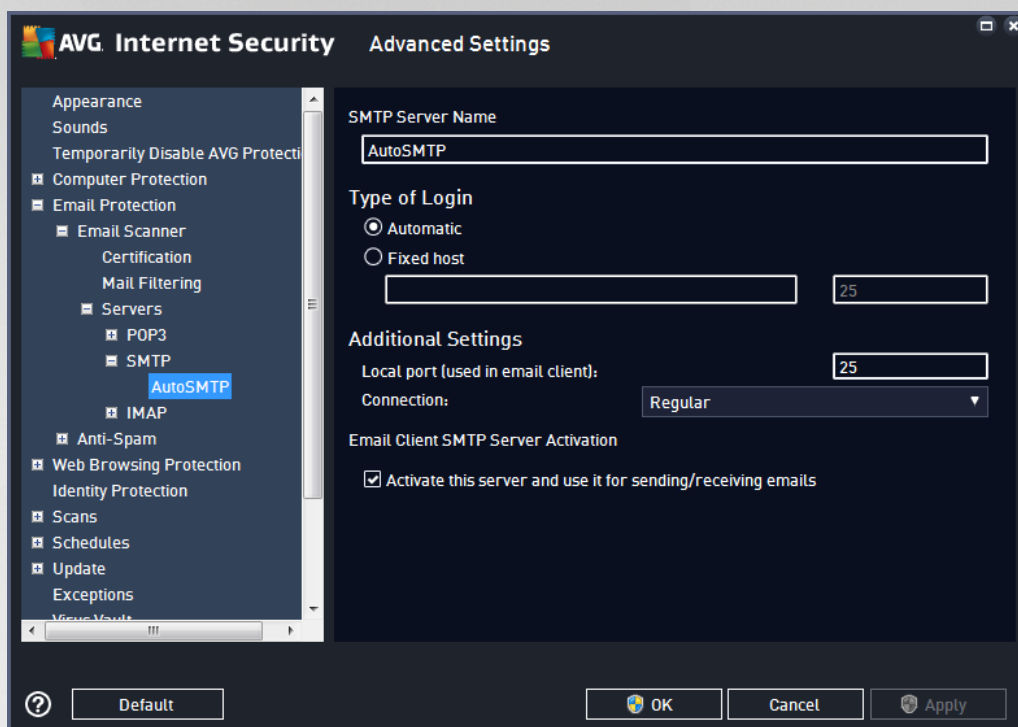 AVG. Internet Security Advanced Settings
Appearance
Sounds
Temporarily Disable AVG Protecti
Computer Protection
Email Protection
Email Scanner
Certification
Mail Filtering
Servers
POP3
SMTP
AutoSMTP
IMAP
Anti-Spam
Web Browsing Protection
Identity Protection
Scans
Schedules
Update
Exceptions
Virus Vault
SMTP Server Name
AutoSMTP
Type of Login
Automatic
Fixed host
25
Additional Settings
Local port (used in email client): 25
Connection: Regular
Email Client SMTP Server Activation
Activate this server and use it for sending/receiving emails
? Default OK Cancel Apply